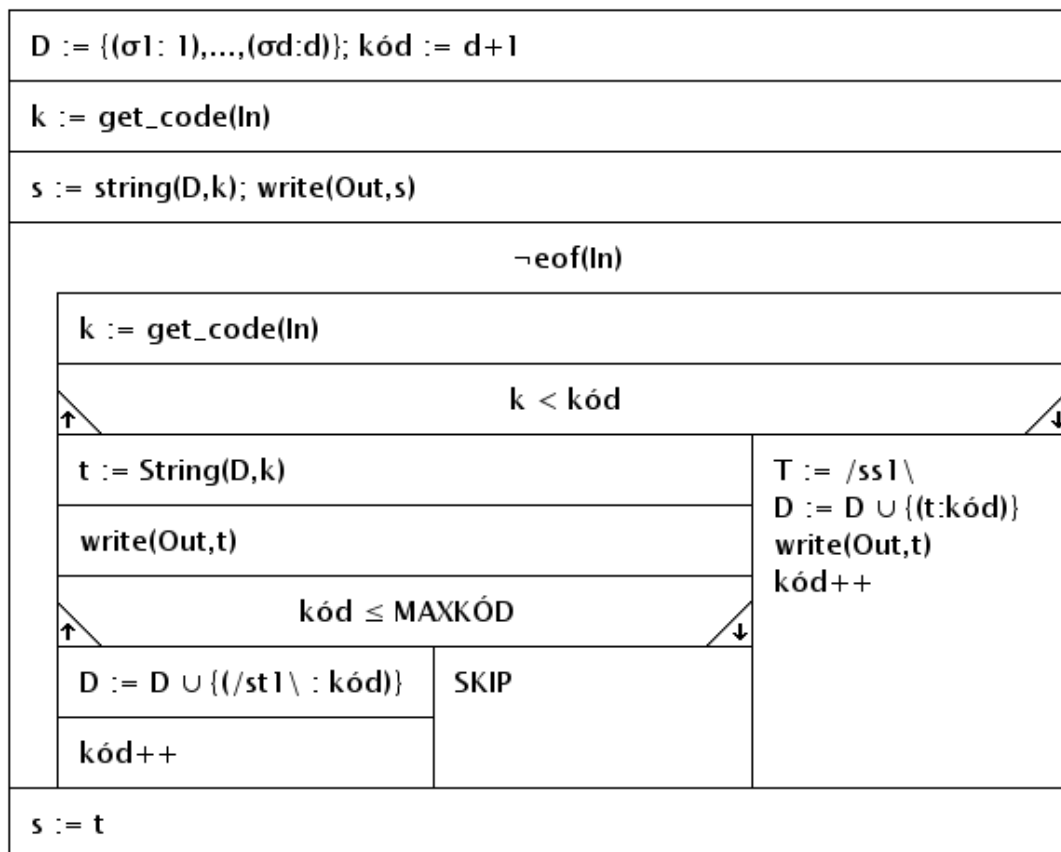 D := {(σ1: 1),...,(σd:d)}; kód := d+1
k := get_code(In)
s := string(D,k); write(Out,s)
¬eof(In)
k := get_code(In)
k < kód
t := String(D,k)
write(Out,t)
kód ≤ MAXKÓD
D := D ∪ {(/st1\ : kód)}
kód++
SKIP
T := /ss1\
D := D ∪ {(t:kód)}
write(Out,t)
kód++
s := t